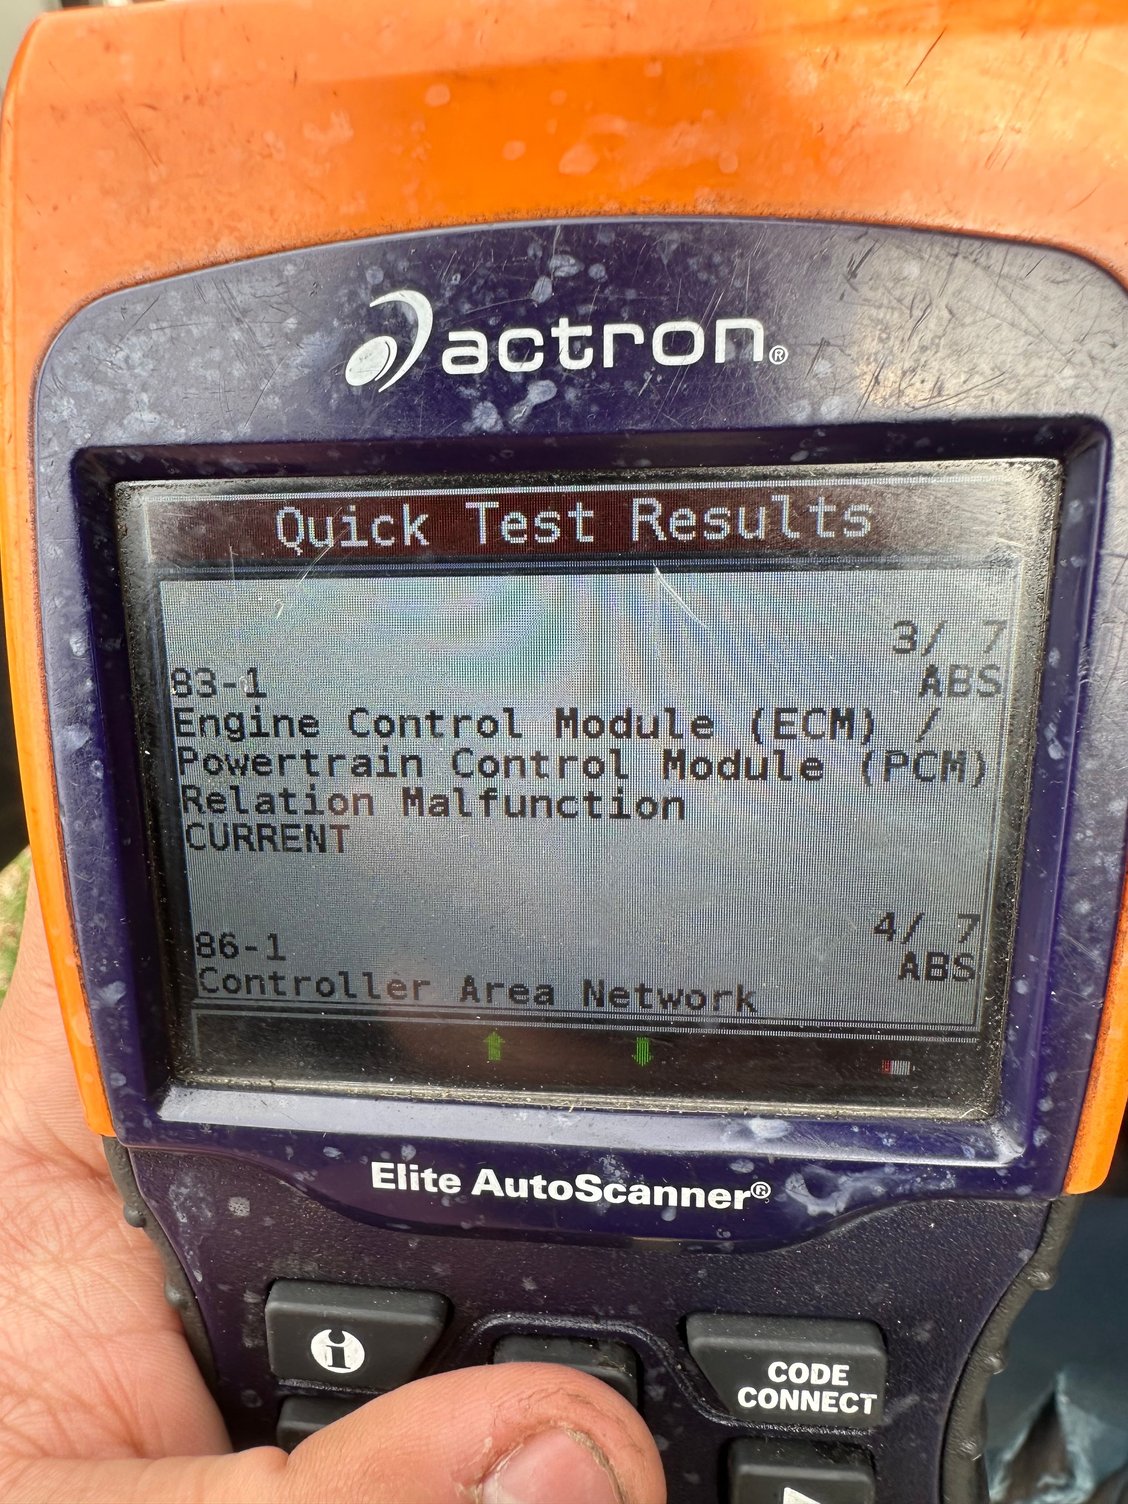 actron®
Quick Test Results
3/ 7
83-1 ABS
Engine Control Module (ECM) /
Powertrain Control Module (PCM)
Relation Malfunction
CURRENT
4/ 7
86-1 ABS
Controller Area Network
Elite AutoScanner®
i
CODE
CONNECT